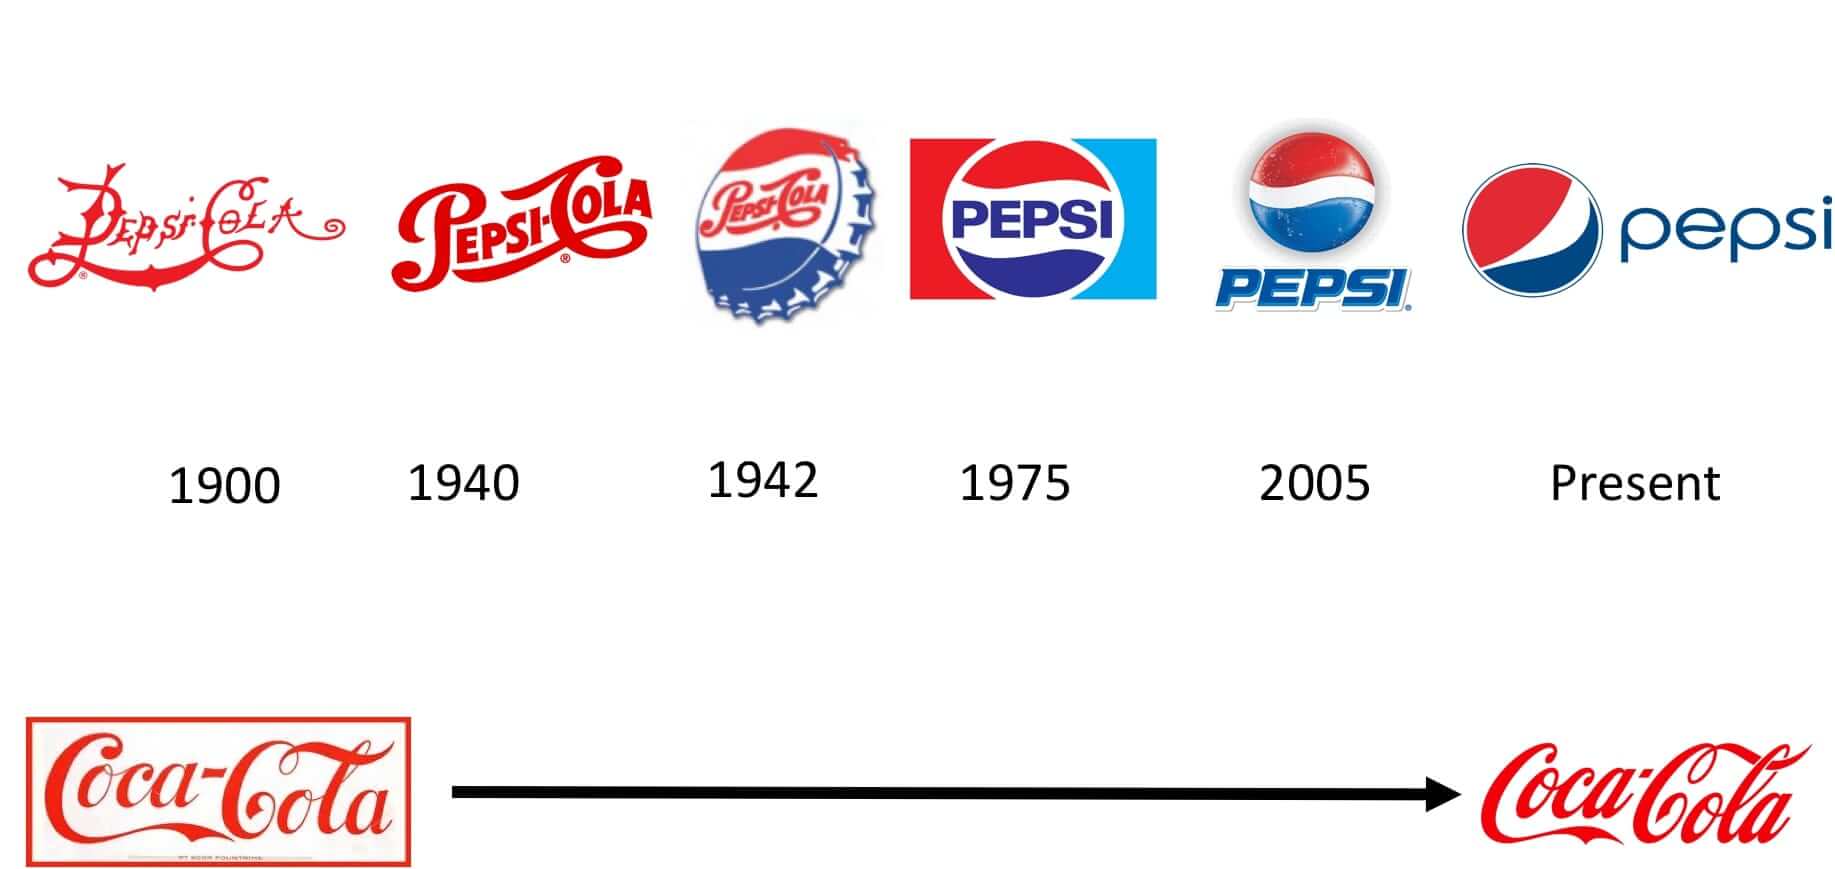 PEPSI-COLA ®
PEPSI-COLA ®
PEPSI-COLA
PEPSI
PEPSI ®
pepsi
1900 1940 1942 1975 2005 Present
Coca-Cola
Coca-Cola